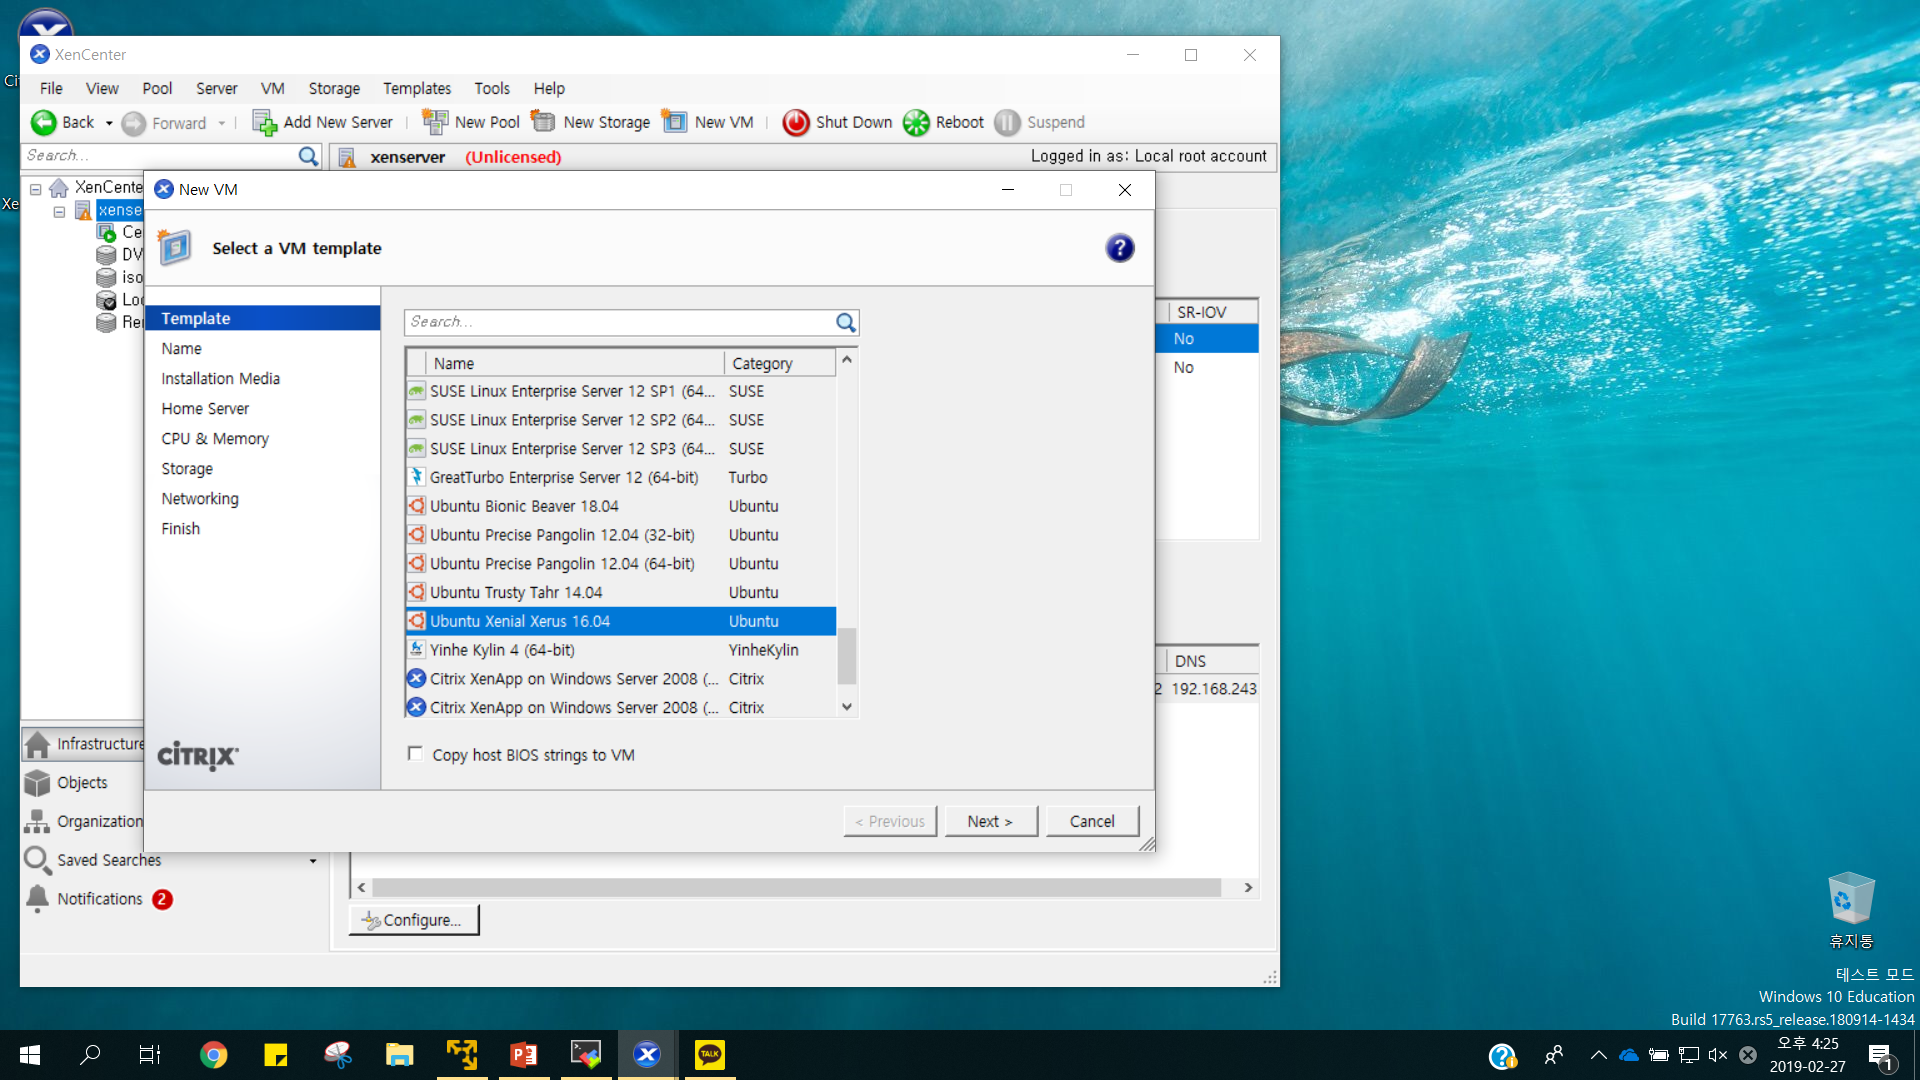 XenCenter
File View Pool Server VM Storage Templates Tools Help
Back Forward Add New Server New Pool New Storage New VM Shut Down Reboot Suspend
Search...
xenserver (Unlicensed) Logged in as: Local root account
XenCente
xense
Ce
DV
iso
Loc
Rer
New VM
Select a VM template
?
Template
Name
Installation Media
Home Server
CPU & Memory
Storage
Networking
Finish
CITRIX
Search...
Name Category
SUSE Linux Enterprise Server 12 SP1 (64... SUSE
SUSE Linux Enterprise Server 12 SP2 (64... SUSE
SUSE Linux Enterprise Server 12 SP3 (64... SUSE
GreatTurbo Enterprise Server 12 (64-bit) Turbo
Ubuntu Bionic Beaver 18.04 Ubuntu
Ubuntu Precise Pangolin 12.04 (32-bit) Ubuntu
Ubuntu Precise Pangolin 12.04 (64-bit) Ubuntu
Ubuntu Trusty Tahr 14.04 Ubuntu
Ubuntu Xenial Xerus 16.04 Ubuntu
Yinhe Kylin 4 (64-bit) YinheKylin
Citrix XenApp on Windows Server 2008 (... Citrix
Citrix XenApp on Windows Server 2008 (... Citrix
Copy host BIOS strings to VM
< Previous Next > Cancel
SR-IOV
No
No
DNS
2 192.168.243
Infrastructure
Objects
Organization
Saved Searches
Notifications 2
Configure...
Ci
Xe
휴지통
테스트 모드
Windows 10 Education
Build 17763.rs5_release.180914-1434
TALK
오후 4:25
2019-02-27
1